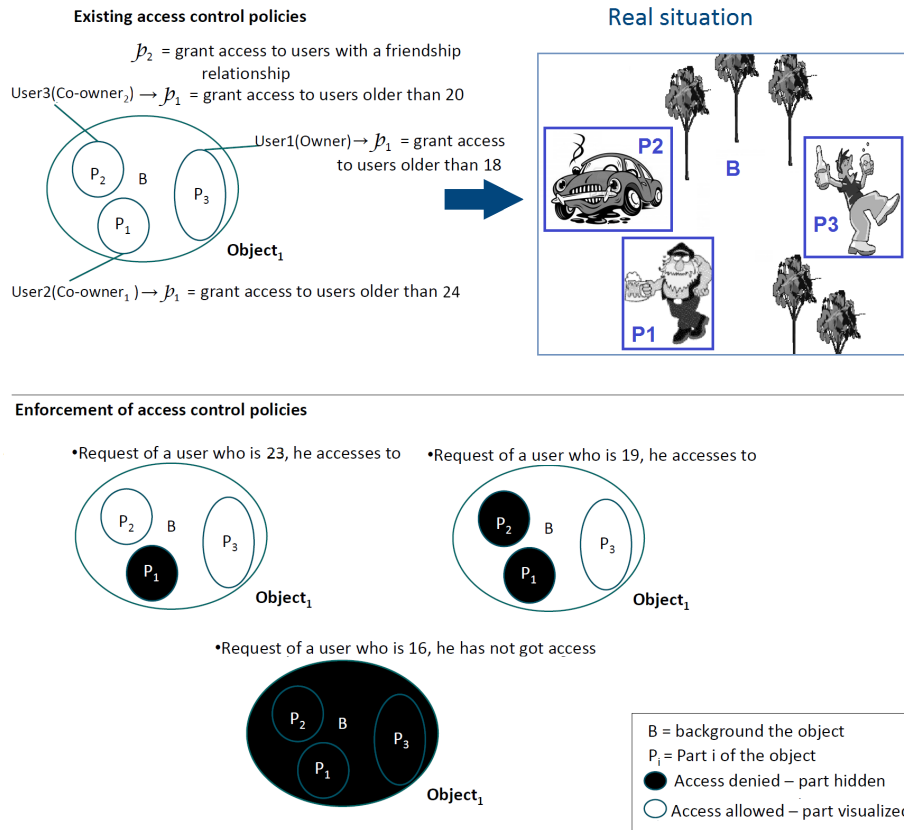 Existing access control policies
Real situation
p₂ = grant access to users with a friendship
relationship
User3(Co-owner₂) → p₁ = grant access to users older than 20
User1(Owner) → p₁ = grant access
to users older than 18
P₂
B
P₃
P₁
Object₁
User2(Co-owner₁ ) → p₁ = grant access to users older than 24
P2
B
P3
P1
Enforcement of access control policies
•Request of a user who is 23, he accesses to
P₂
B
P₃
P₁
Object₁
•Request of a user who is 19, he accesses to
P₂
B
P₃
P₁
Object₁
•Request of a user who is 16, he has not got access
P₂
B
P₃
P₁
Object₁
B = background the object
Pᵢ = Part i of the object
Access denied – part hidden
Access allowed – part visualized